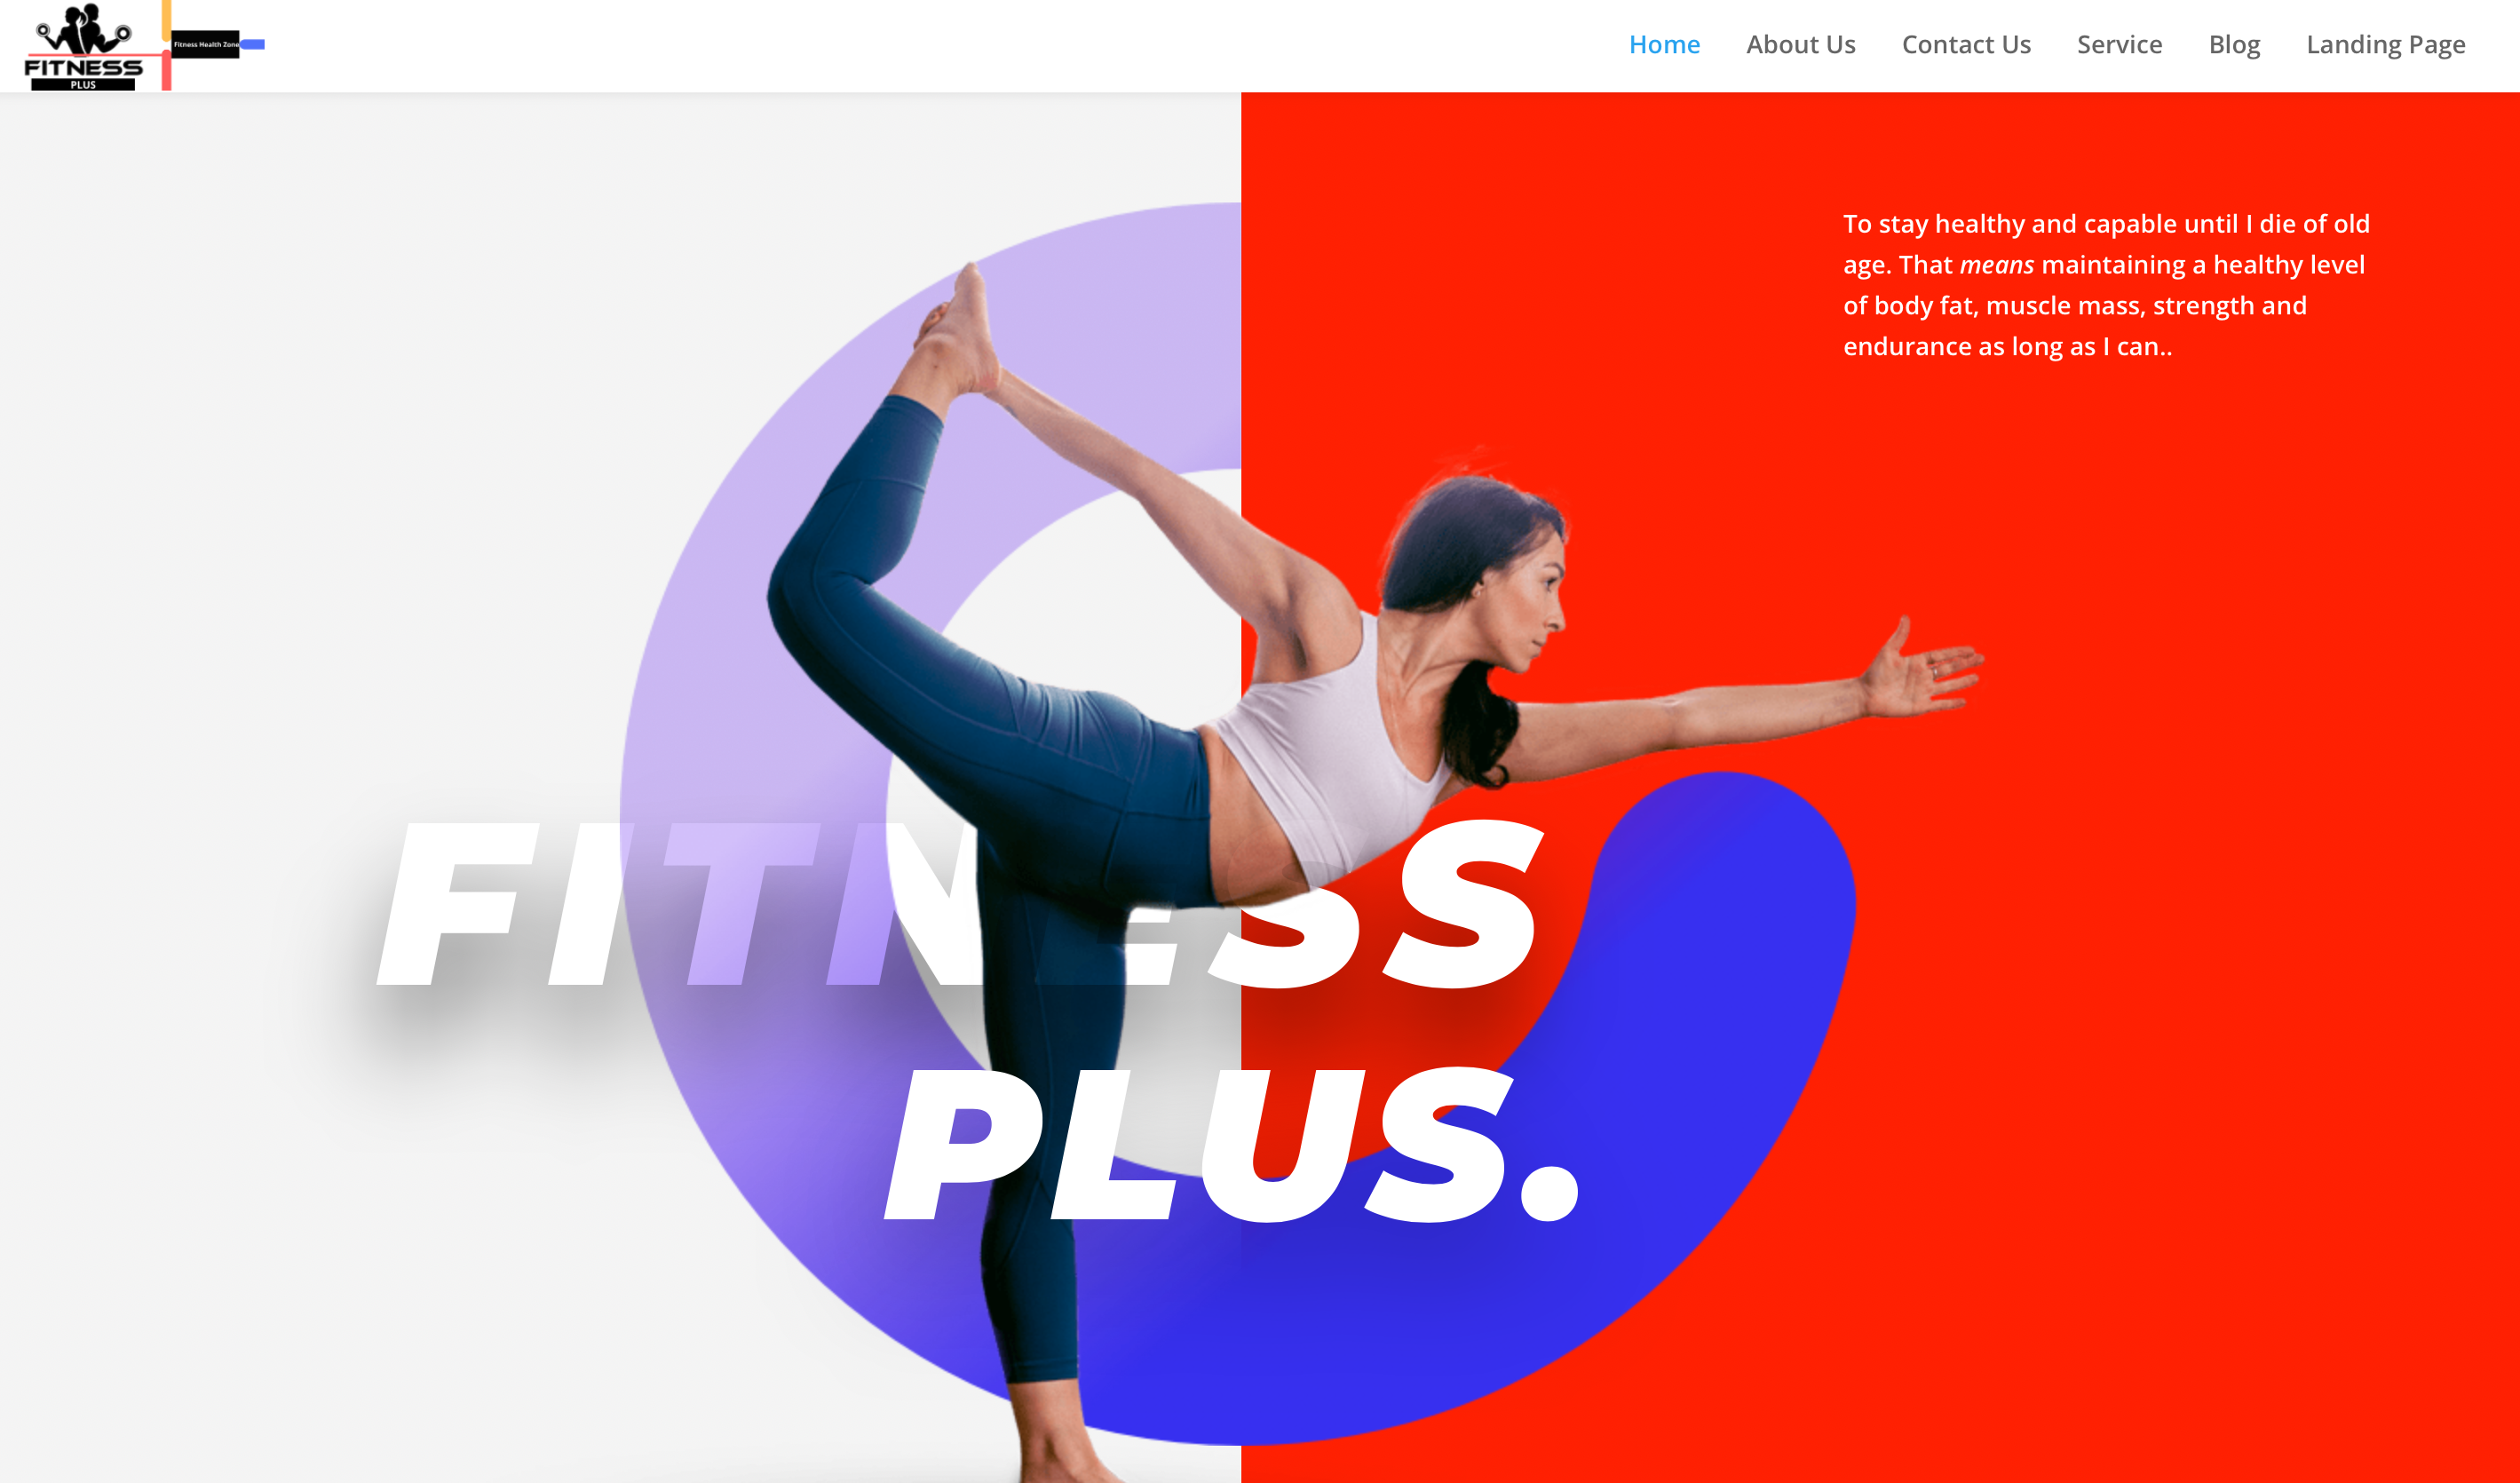 FITNESS
PLUS
Fitness Health Zone
Home About Us Contact Us Service Blog Landing Page
To stay healthy and capable until I die of old
age. That means maintaining a healthy level
of body fat, muscle mass, strength and
endurance as long as I can..
FITNESS
PLUS.